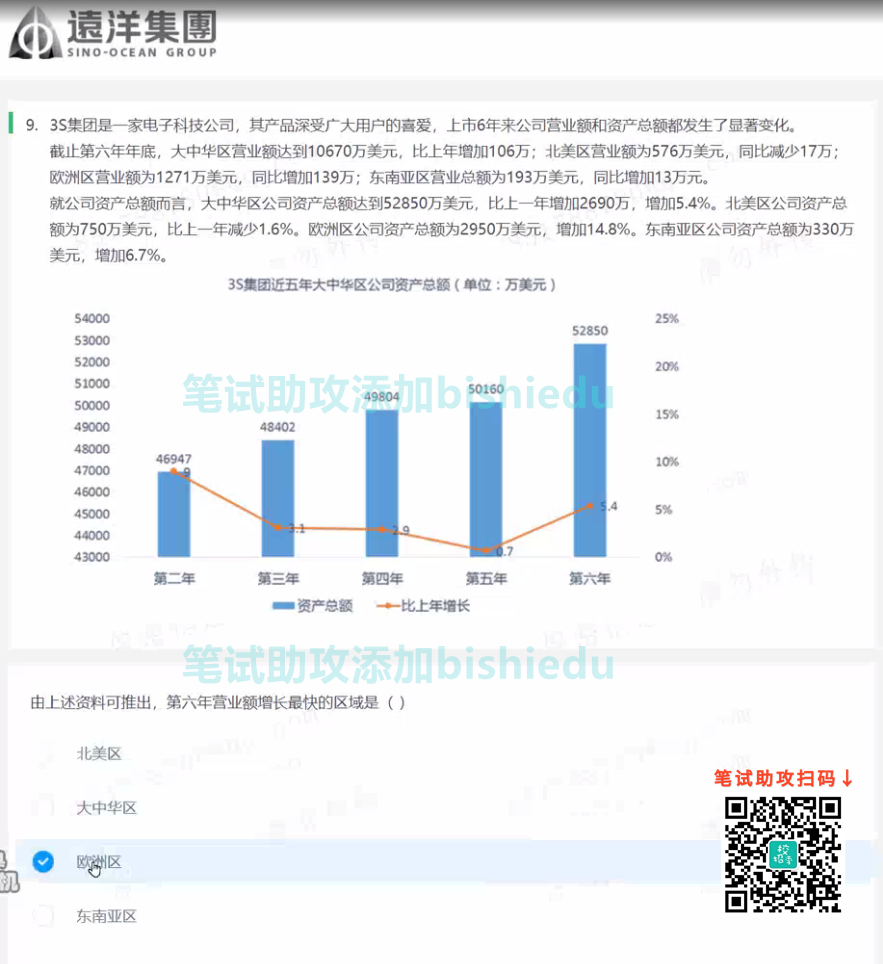 遠洋集團
SINO-OCEAN GROUP
9. 3S集团是一家电子科技公司，其产品深受广大用户的喜爱，上市6年来公司营业额和资产总额都发生了显著变化。
截止第六年年底，大中华区营业额达到10670万美元，比上年增加106万；北美区营业额为576万美元，同比减少17万；
欧洲区营业额为1271万美元，同比增加139万；东南亚区营业总额为193万美元，同比增加13万元。
就公司资产总额而言，大中华区公司资产总额达到52850万美元，比上一年增加2690万，增加5.4%。北美区公司资产总
额为750万美元，比上一年减少1.6%。欧洲区公司资产总额为2950万美元，增加14.8%。东南亚区公司资产总额为330万
美元，增加6.7%。
3S集团近五年大中华区公司资产总额（单位：万美元）
54000
53000
52000
51000
50000
49000
48000
47000
46000
45000
44000
43000
25%
20%
15%
10%
5%
0%
46947
48402
49804
50160
52850
9
3.1
2.9
0.7
5.4
第二年
第三年
第四年
第五年
第六年
资产总额
比上年增长
笔试助攻添加bishiedu
笔试助攻添加bishiedu
由上述资料可推出，第六年营业额增长最快的区域是（ ）
北美区
大中华区
欧洲区
东南亚区
笔试助攻扫码↓